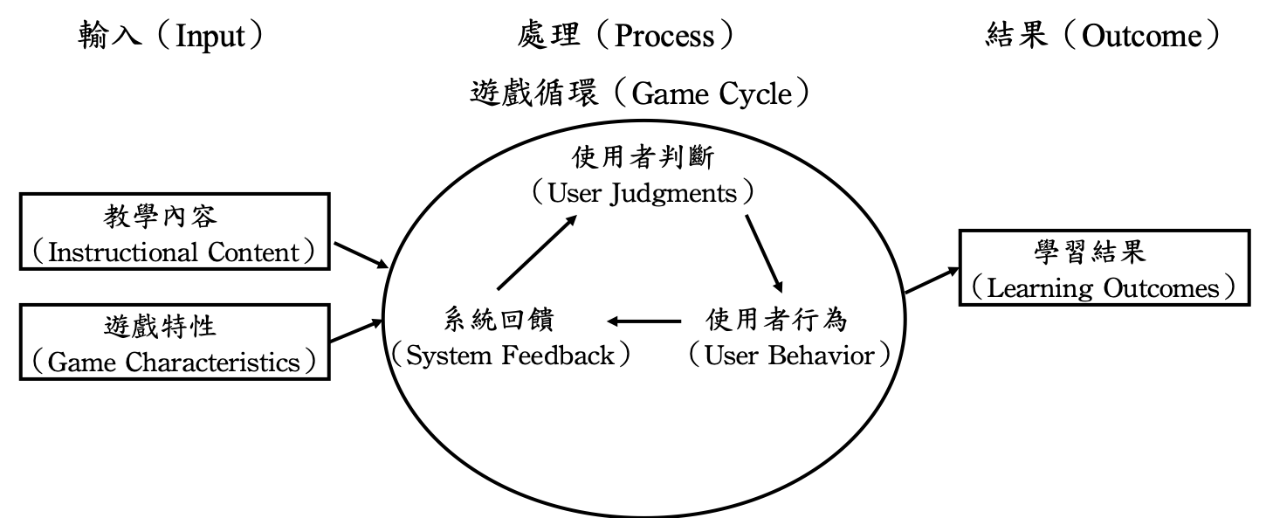 輸入（Input）
處理（Process）
結果（Outcome）
遊戲循環（Game Cycle）
使用者判斷
（User Judgments）
教學內容
（Instructional Content）
遊戲特性
（Game Characteristics）
系統回饋
（System Feedback）
使用者行為
（User Behavior）
學習結果
（Learning Outcomes）